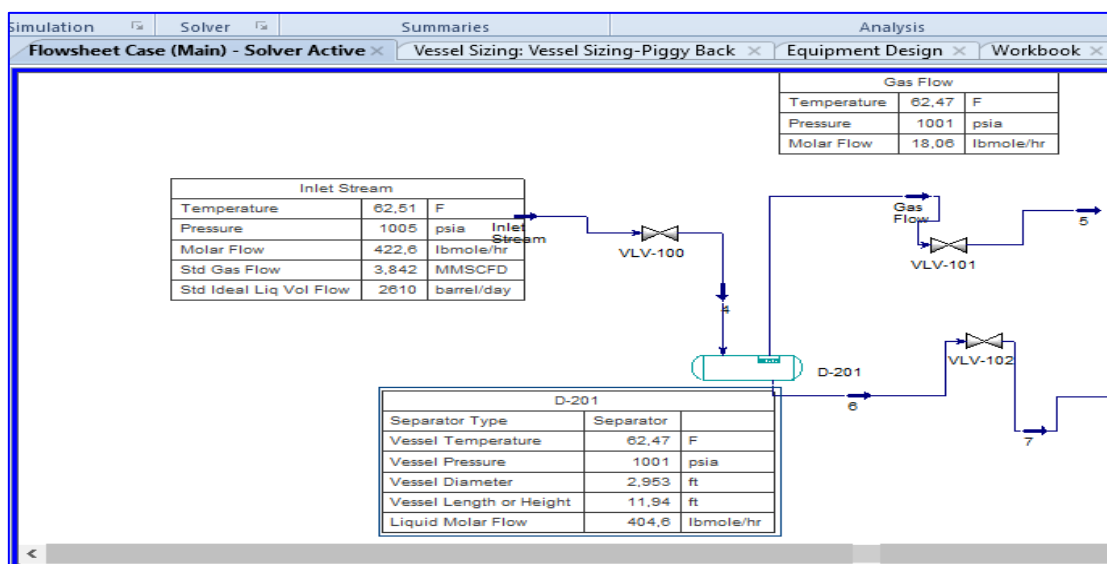 Simulation Solver Summaries Analysis
Flowsheet Case (Main) - Solver Active Vessel Sizing: Vessel Sizing-Piggy Back Equipment Design Workbook
Gas Flow
Temperature 62,47 F
Pressure 1001 psia
Molar Flow 18,06 lbmole/hr
Inlet Stream
Temperature 62,51 F
Pressure 1005 psia
Molar Flow 422,6 lbmole/hr
Std Gas Flow 3,842 MMSCFD
Std Ideal Liq Vol Flow 2610 barrel/day
Inlet
Stream
VLV-100
4
Gas
Flow
VLV-101
5
D-201
6
VLV-102
7
D-201
Separator Type Separator
Vessel Temperature 62,47 F
Vessel Pressure 1001 psia
Vessel Diameter 2,953 ft
Vessel Length or Height 11,94 ft
Liquid Molar Flow 404,6 lbmole/hr